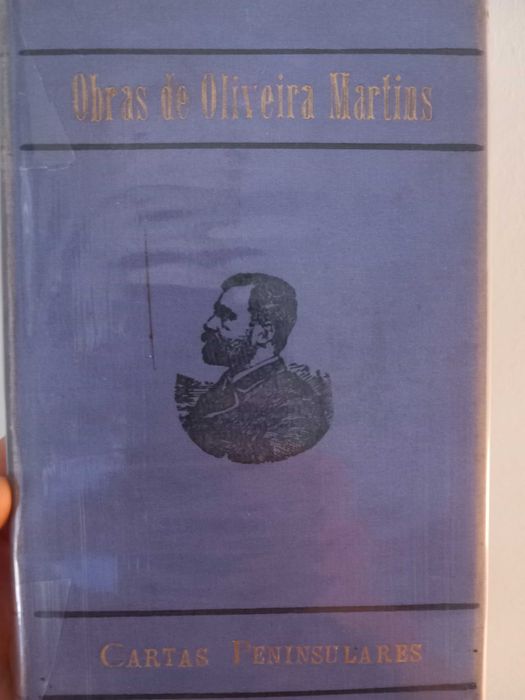 Obras de Oliveira Martins
CARTAS PENINSULARES